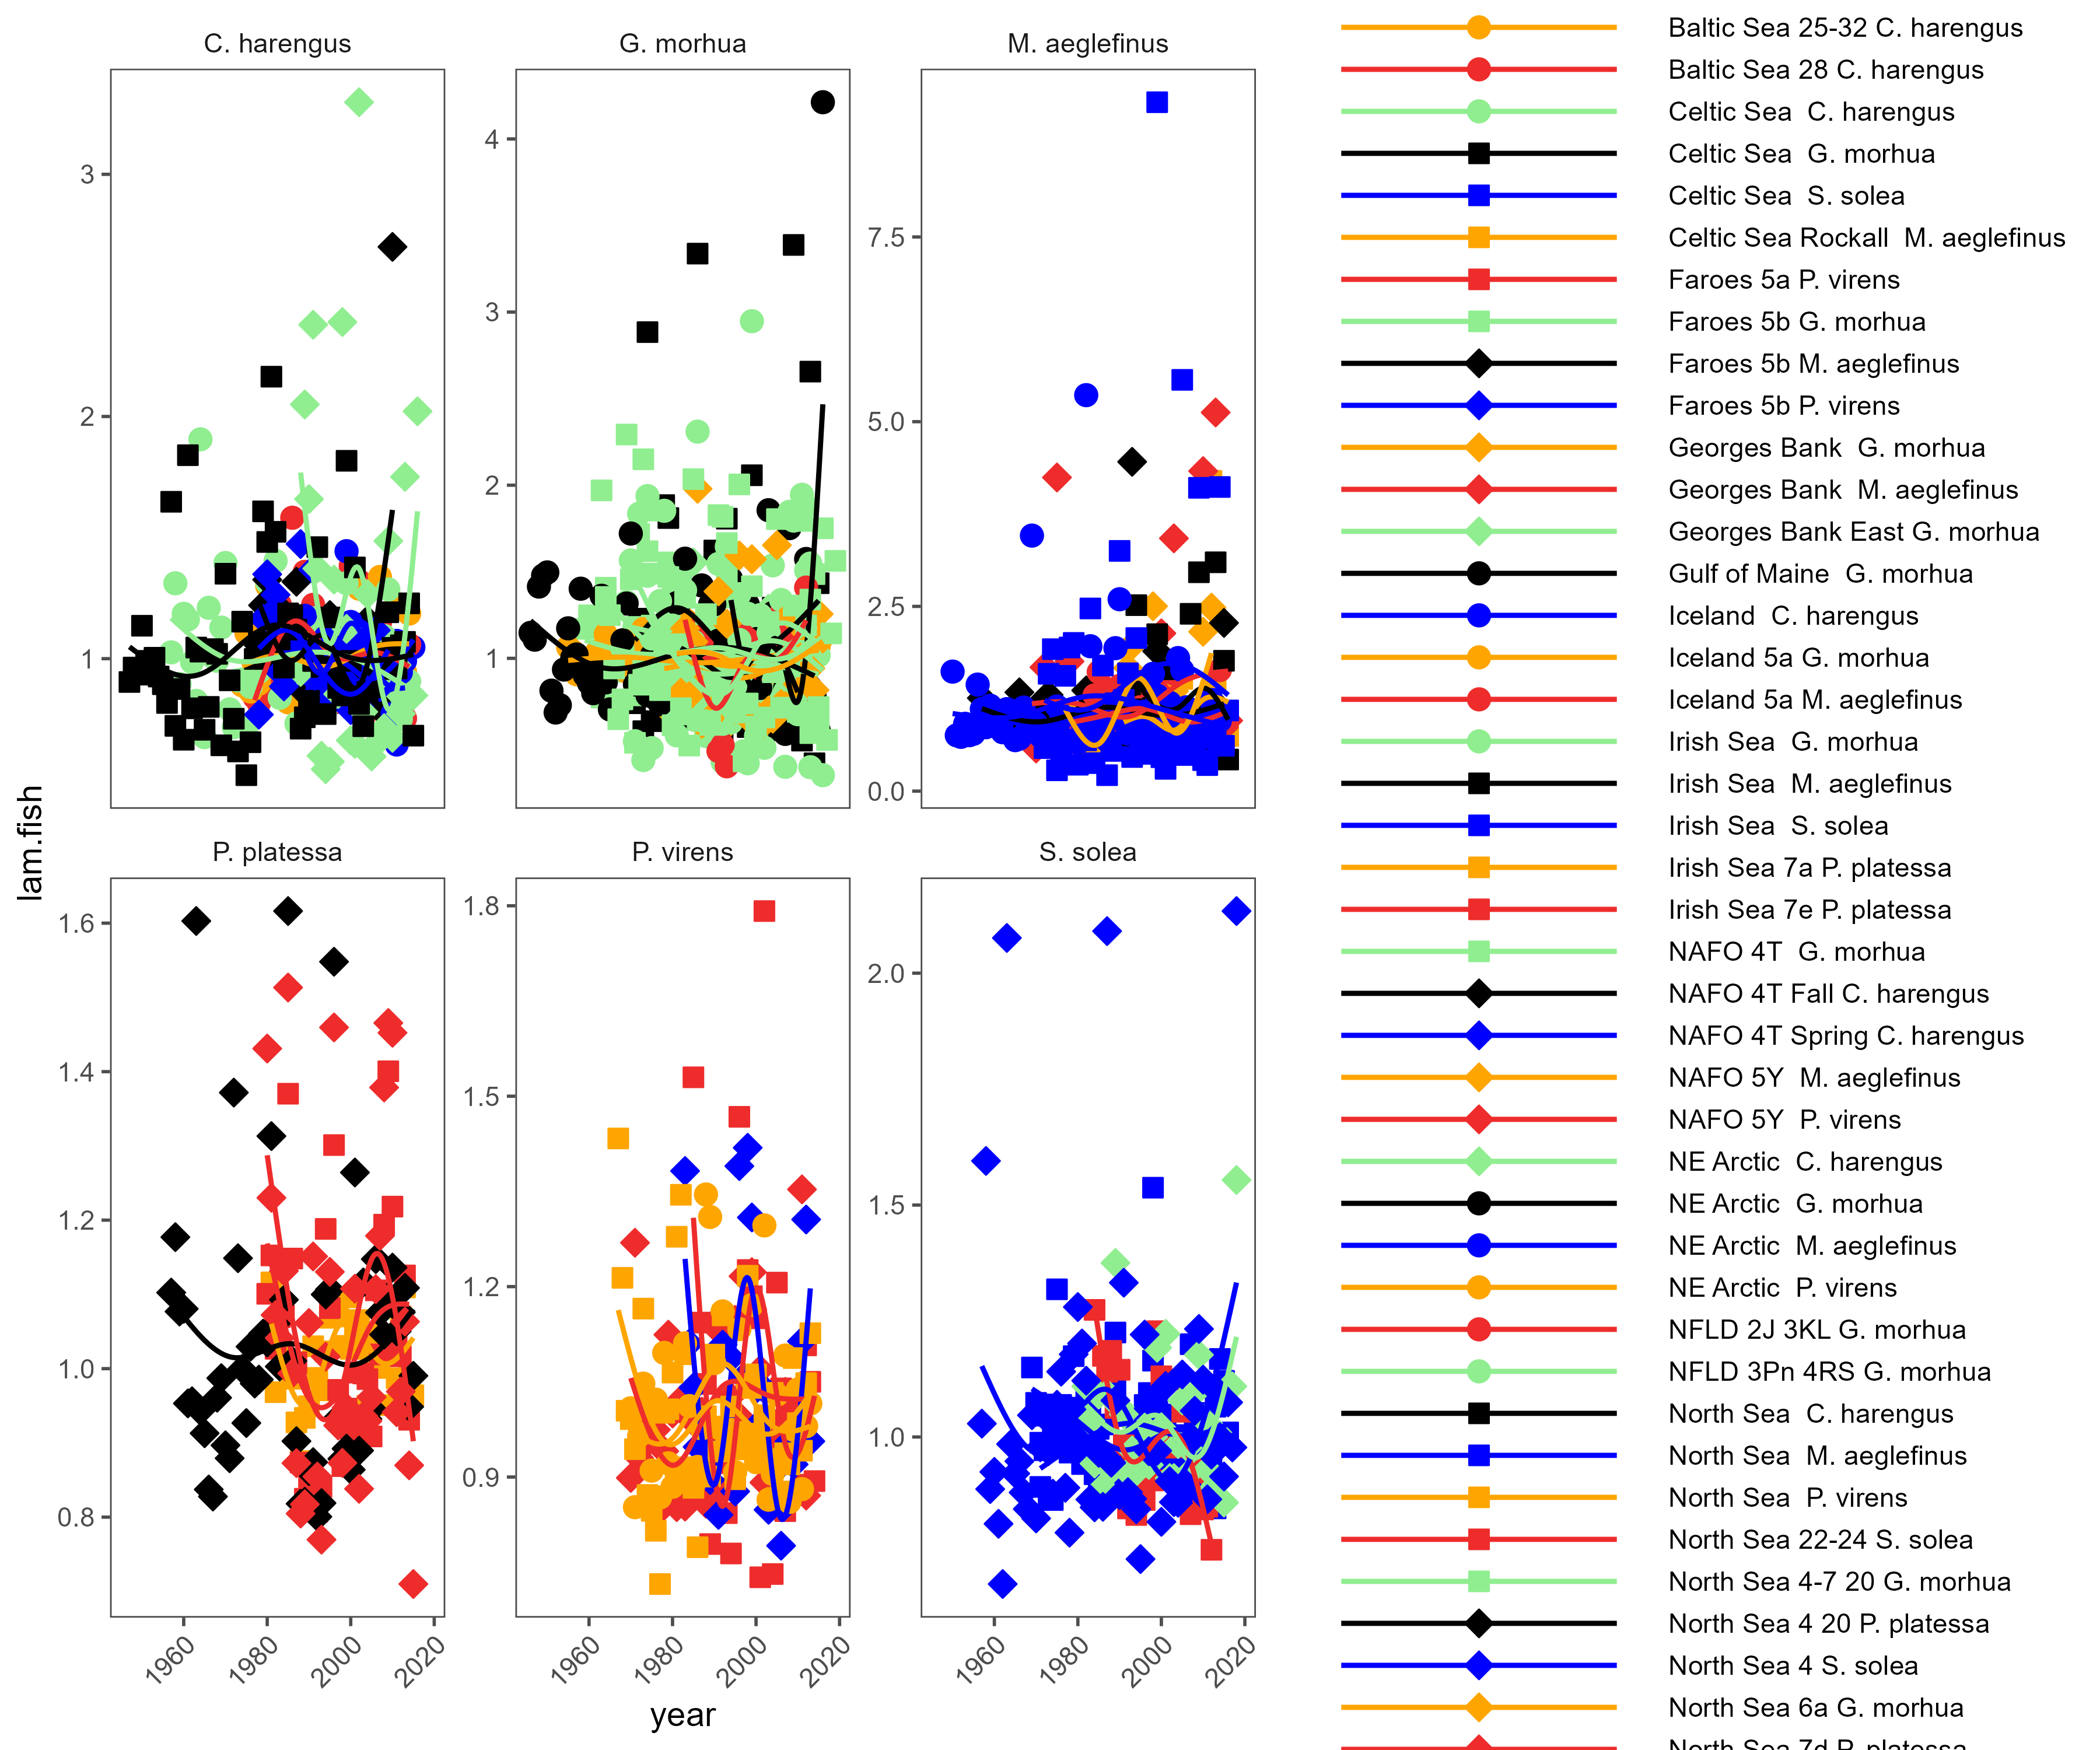 C. harengus
G. morhua
M. aeglefinus
3
2
1
4
3
2
1
7.5
5.0
2.5
0.0
lam.fish
P. platessa
P. virens
S. solea
1.6
1.4
1.2
1.0
0.8
1.8
1.5
1.2
0.9
2.0
1.5
1.0
1960
1980
2000
2020
1960
1980
2000
2020
1960
1980
2000
2020
year
Baltic Sea 25-32 C. harengus
Baltic Sea 28 C. harengus
Celtic Sea  C. harengus
Celtic Sea  G. morhua
Celtic Sea  S. solea
Celtic Sea Rockall  M. aeglefinus
Faroes 5a P. virens
Faroes 5b G. morhua
Faroes 5b M. aeglefinus
Faroes 5b P. virens
Georges Bank  G. morhua
Georges Bank  M. aeglefinus
Georges Bank East G. morhua
Gulf of Maine  G. morhua
Iceland  C. harengus
Iceland 5a G. morhua
Iceland 5a M. aeglefinus
Irish Sea  G. morhua
Irish Sea  M. aeglefinus
Irish Sea  S. solea
Irish Sea 7a P. platessa
Irish Sea 7e P. platessa
NAFO 4T  G. morhua
NAFO 4T Fall C. harengus
NAFO 4T Spring C. harengus
NAFO 5Y  M. aeglefinus
NAFO 5Y  P. virens
NE Arctic  C. harengus
NE Arctic  G. morhua
NE Arctic  M. aeglefinus
NE Arctic  P. virens
NFLD 2J 3KL G. morhua
NFLD 3Pn 4RS G. morhua
North Sea  C. harengus
North Sea  M. aeglefinus
North Sea  P. virens
North Sea 22-24 S. solea
North Sea 4-7 20 G. morhua
North Sea 4 20 P. platessa
North Sea 4 S. solea
North Sea 6a G. morhua
North Sea 7d P. platessa